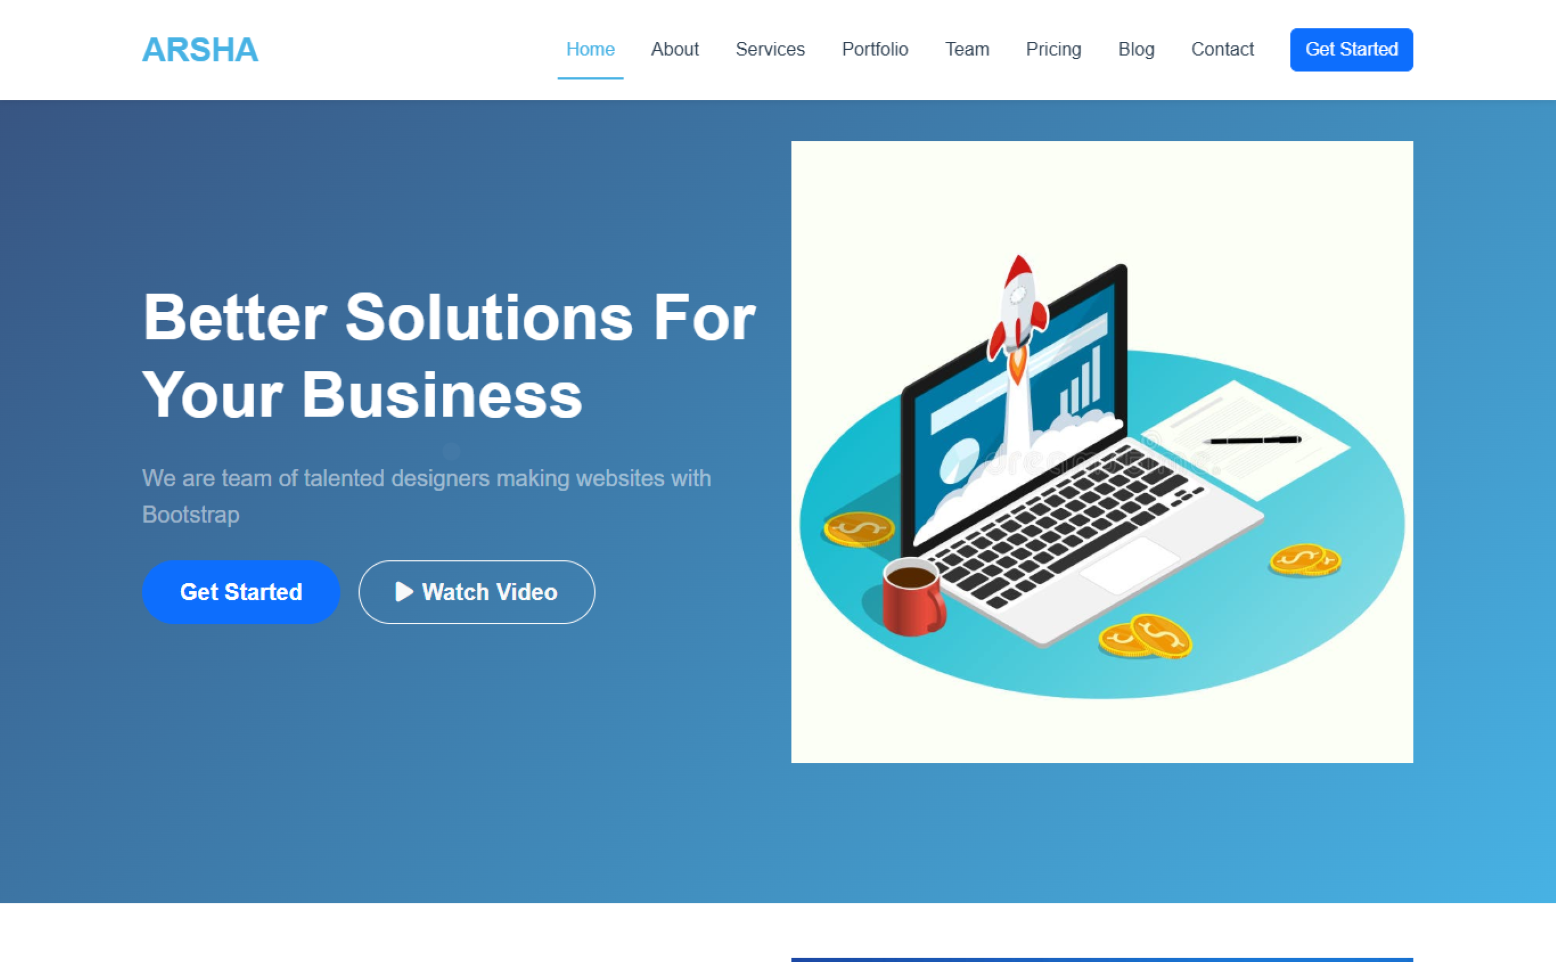 ARSHA
Home About Services Portfolio Team Pricing Blog Contact Get Started
Better Solutions For
Your Business
We are team of talented designers making websites with
Bootstrap
Get Started
Watch Video